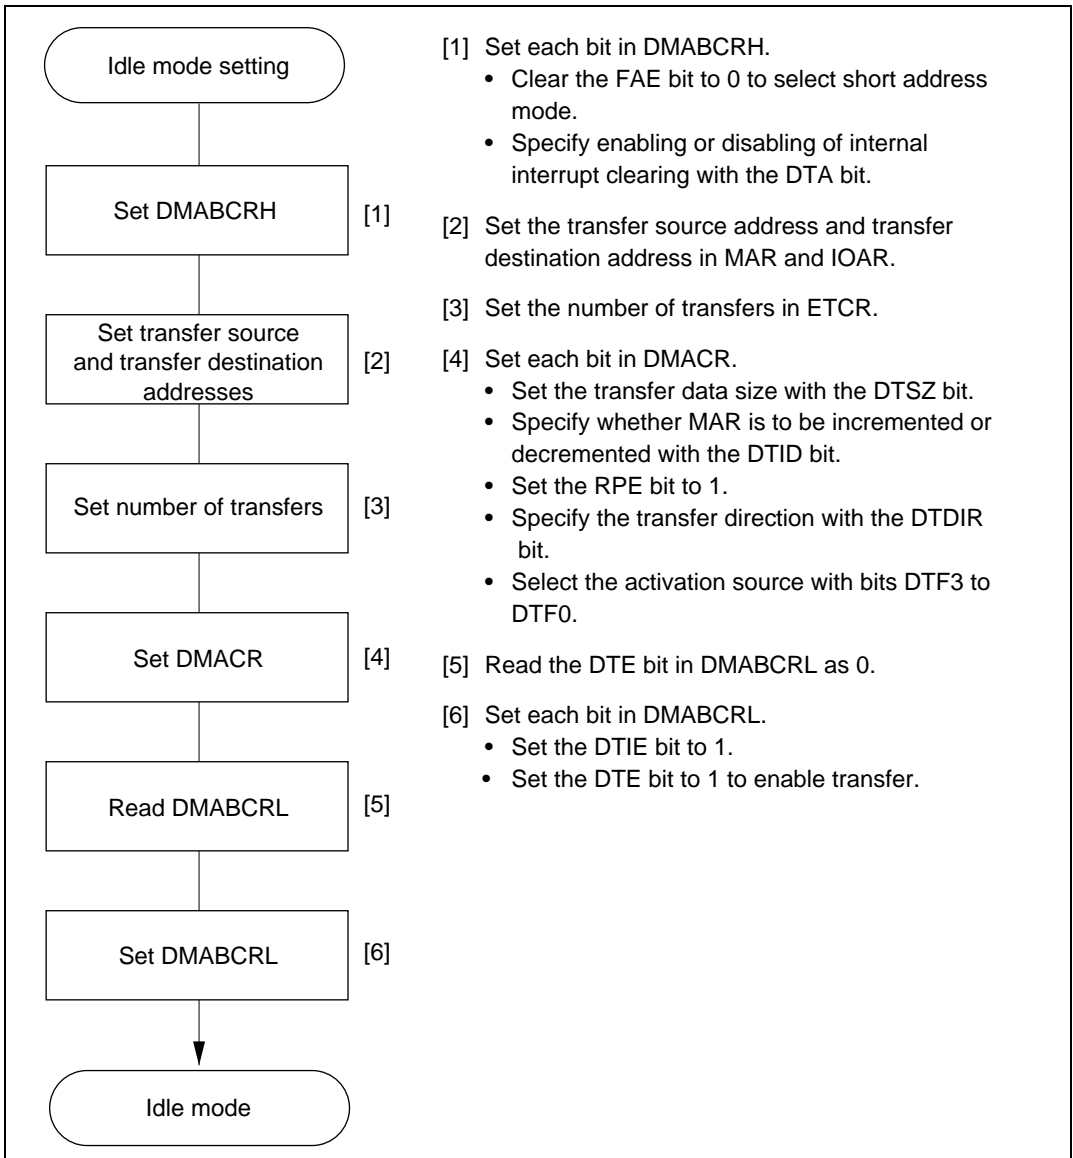 Idle mode setting
Set DMABCRH
[1]
Set transfer source
and transfer destination
addresses
[2]
Set number of transfers
[3]
Set DMACR
[4]
Read DMABCRL
[5]
Set DMABCRL
[6]
Idle mode
[1] Set each bit in DMABCRH.
• Clear the FAE bit to 0 to select short address
mode.
• Specify enabling or disabling of internal
interrupt clearing with the DTA bit.
[2] Set the transfer source address and transfer
destination address in MAR and IOAR.
[3] Set the number of transfers in ETCR.
[4] Set each bit in DMACR.
• Set the transfer data size with the DTSZ bit.
• Specify whether MAR is to be incremented or
decremented with the DTID bit.
• Set the RPE bit to 1.
• Specify the transfer direction with the DTDIR
bit.
• Select the activation source with bits DTF3 to
DTF0.
[5] Read the DTE bit in DMABCRL as 0.
[6] Set each bit in DMABCRL.
• Set the DTIE bit to 1.
• Set the DTE bit to 1 to enable transfer.